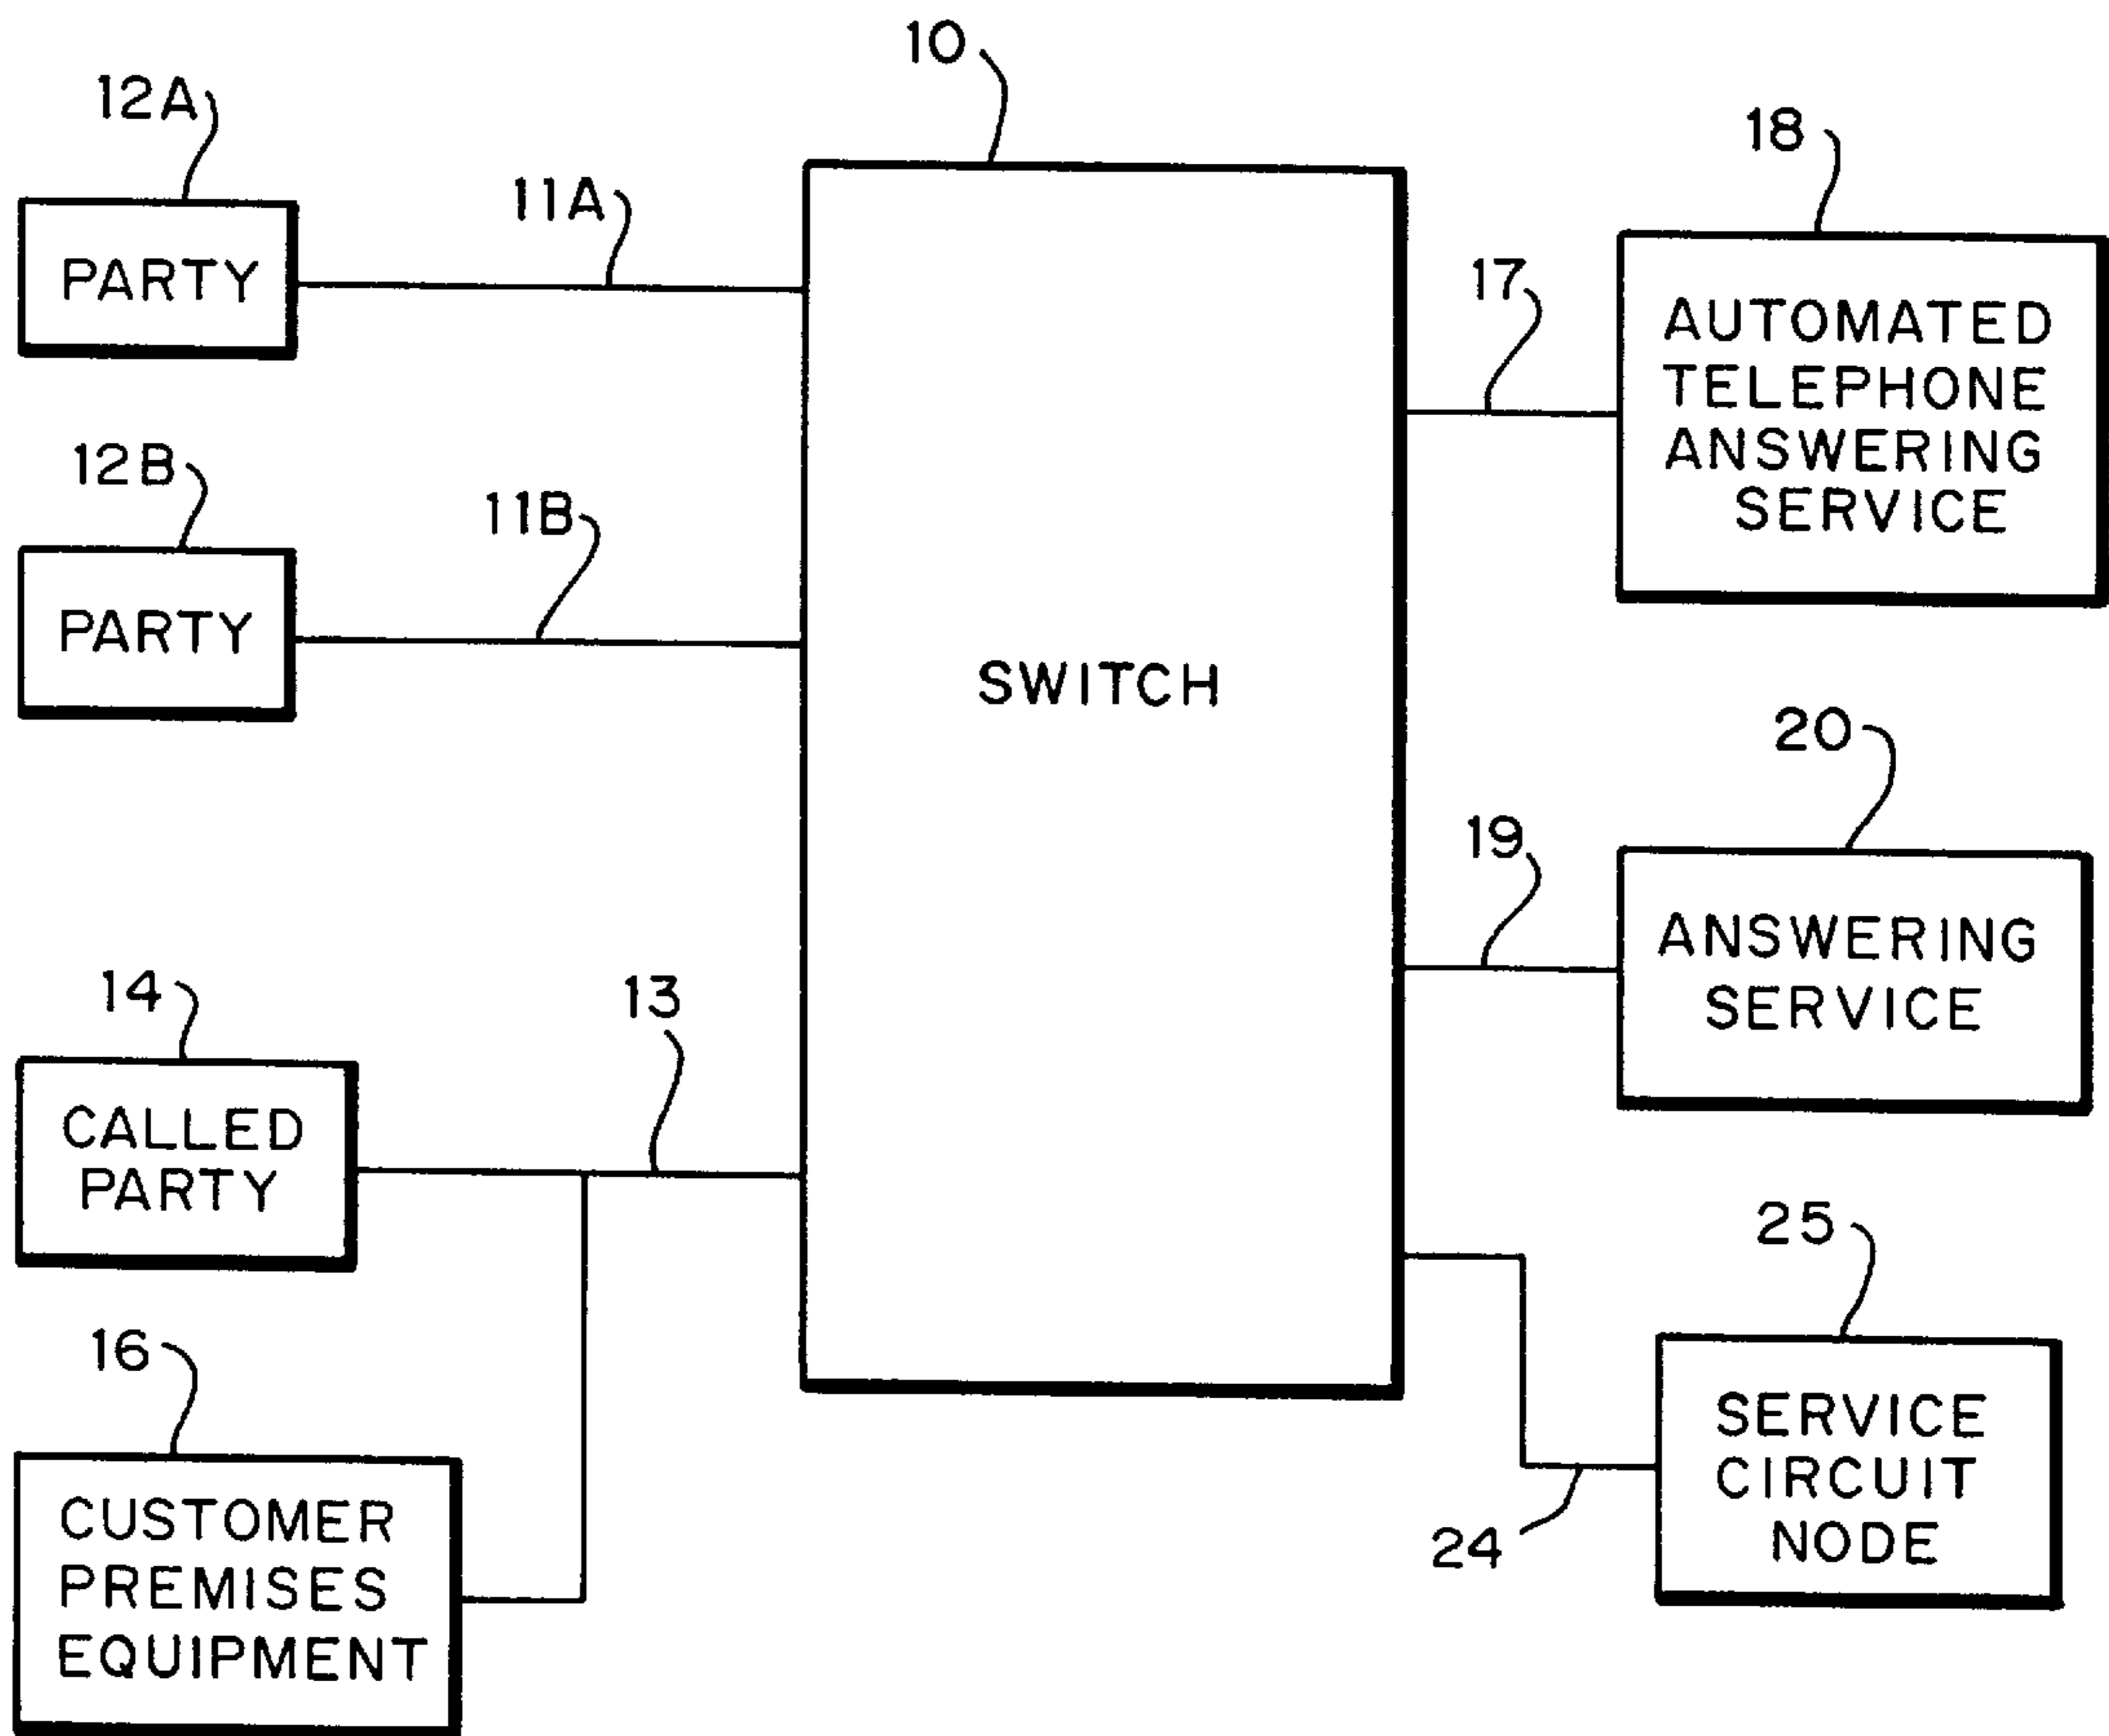 10
12A
11A
18
PARTY
17
AUTOMATED
TELEPHONE
ANSWERING
SERVICE
12B
11B
PARTY
SWITCH
20
19
ANSWERING
SERVICE
14
13
CALLED
PARTY
25
16
SERVICE
CIRCUIT
NODE
24
CUSTOMER
PREMISES
EQUIPMENT